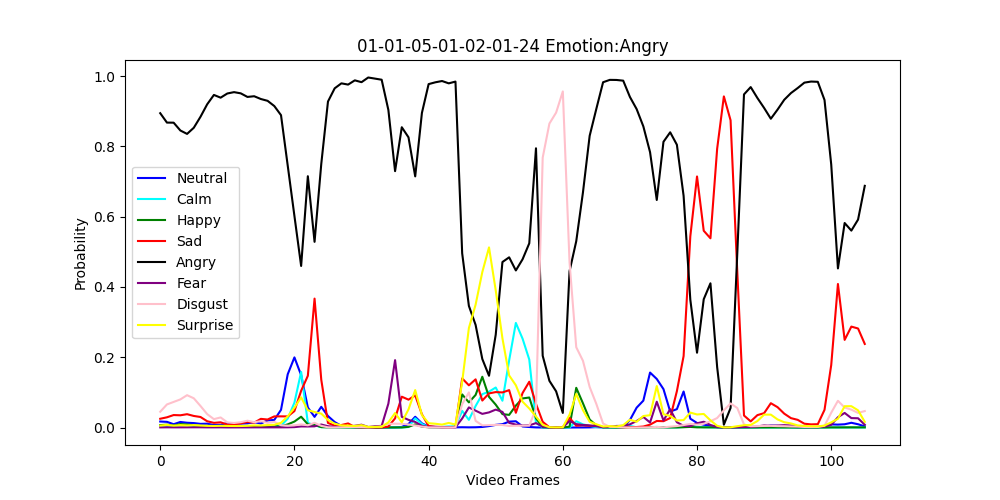 01-01-05-01-02-01-24 Emotion:Angry
Probability
1.0
0.8
0.6
0.4
0.2
0.0
Neutral
Calm
Happy
Sad
Angry
Fear
Disgust
Surprise
0 20 40 60 80 100
Video Frames